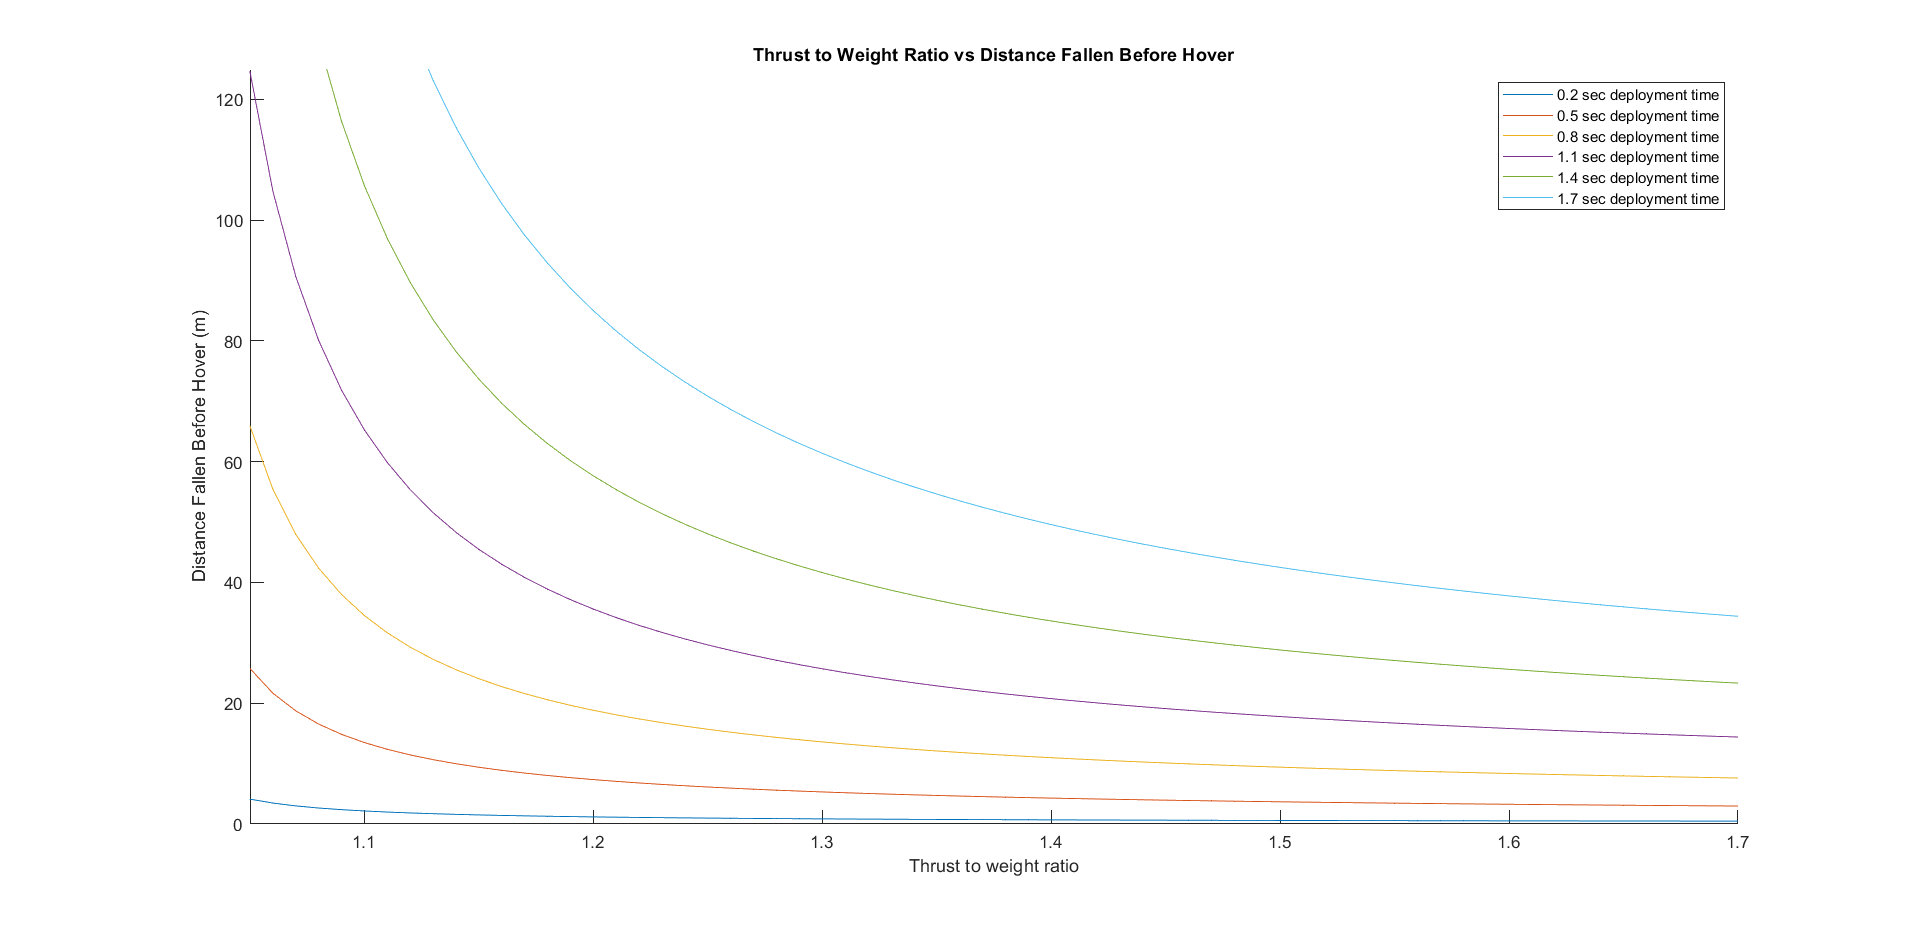 Thrust to Weight Ratio vs Distance Fallen Before Hover
0.2 sec deployment time
0.5 sec deployment time
0.8 sec deployment time
1.1 sec deployment time
1.4 sec deployment time
1.7 sec deployment time
Distance Fallen Before Hover (m)
120
100
80
60
40
20
0
1.1 1.2 1.3 1.4 1.5 1.6 1.7
Thrust to weight ratio